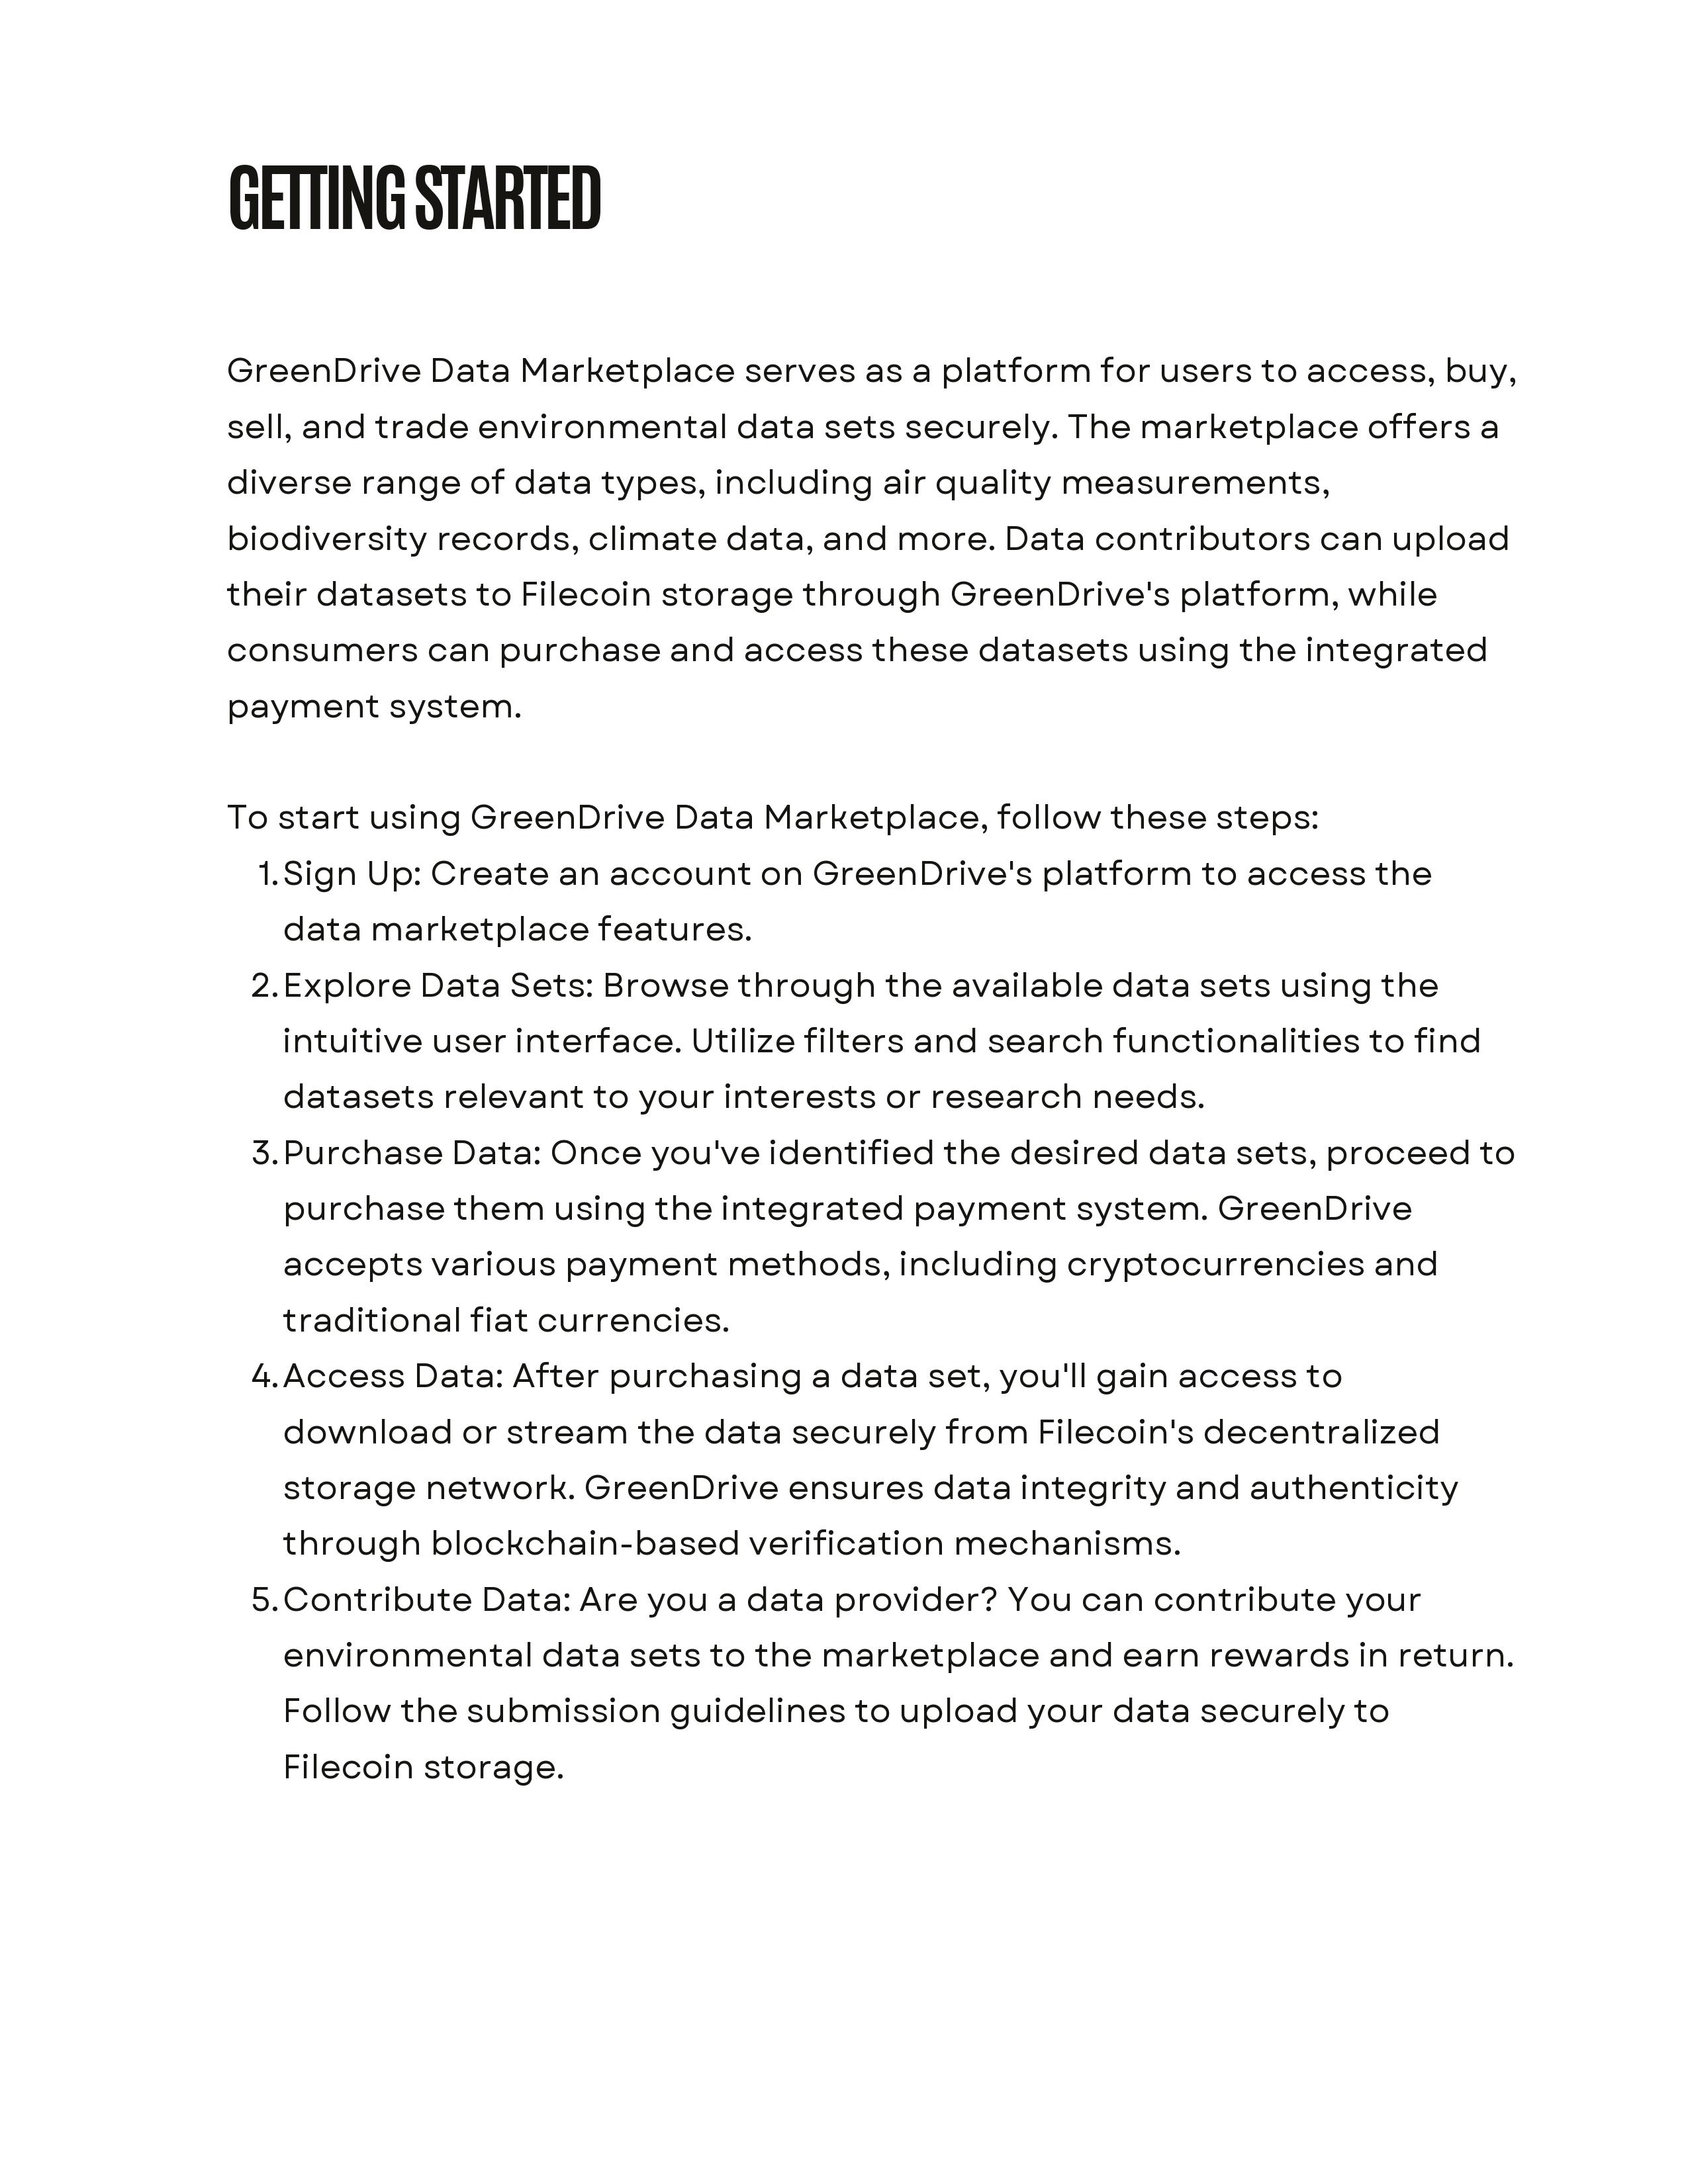 GETTING STARTED
GreenDrive Data Marketplace serves as a platform for users to access, buy,
sell, and trade environmental data sets securely. The marketplace offers a
diverse range of data types, including air quality measurements,
biodiversity records, climate data, and more. Data contributors can upload
their datasets to Filecoin storage through GreenDrive's platform, while
consumers can purchase and access these datasets using the integrated
payment system.
To start using GreenDrive Data Marketplace, follow these steps:
1. Sign Up: Create an account on GreenDrive's platform to access the
data marketplace features.
2. Explore Data Sets: Browse through the available data sets using the
intuitive user interface. Utilize filters and search functionalities to find
datasets relevant to your interests or research needs.
3. Purchase Data: Once you've identified the desired data sets, proceed to
purchase them using the integrated payment system. GreenDrive
accepts various payment methods, including cryptocurrencies and
traditional fiat currencies.
4. Access Data: After purchasing a data set, you'll gain access to
download or stream the data securely from Filecoin's decentralized
storage network. GreenDrive ensures data integrity and authenticity
through blockchain-based verification mechanisms.
5. Contribute Data: Are you a data provider? You can contribute your
environmental data sets to the marketplace and earn rewards in return.
Follow the submission guidelines to upload your data securely to
Filecoin storage.